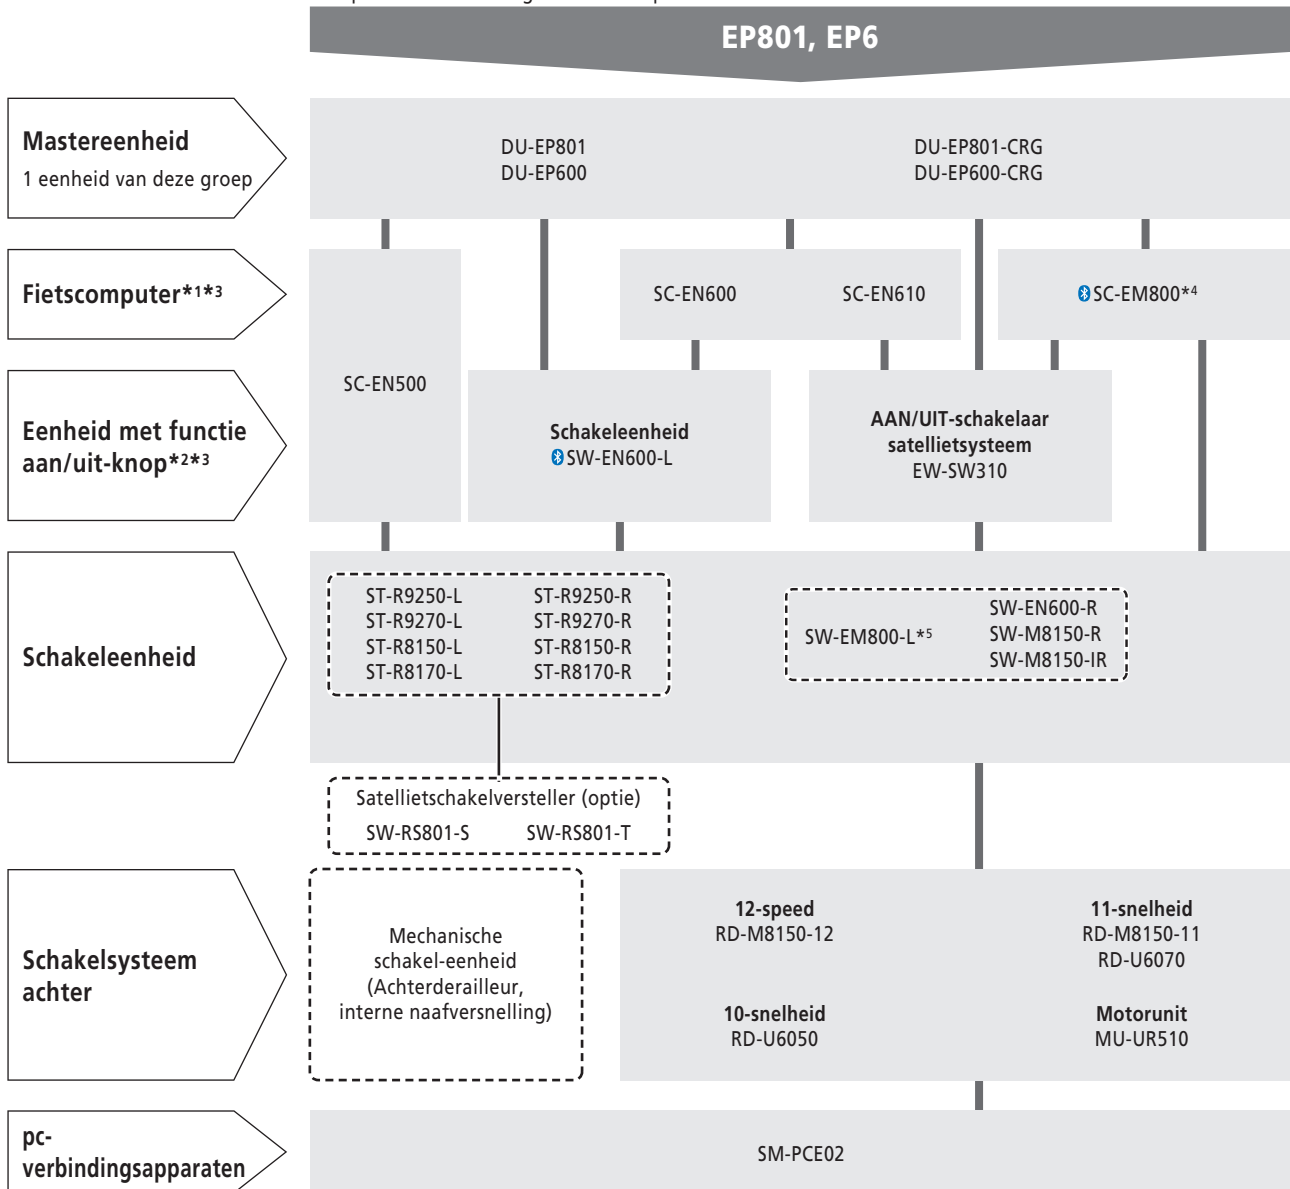 EP801, EP6
Mastereenheid
1 eenheid van deze groep
DU-EP801
DU-EP600
DU-EP801-CRG
DU-EP600-CRG
Fietscomputer*1*3
SC-EN600
SC-EN610
SC-EM800*4
SC-EN500
Eenheid met functie
aan/uit-knop*2*3
Schakeleenheid
SW-EN600-L
AAN/UIT-schakelaar
satellietsysteem
EW-SW310
Schakeleenheid
ST-R9250-L
ST-R9270-L
ST-R8150-L
ST-R8170-L
ST-R9250-R
ST-R9270-R
ST-R8150-R
ST-R8170-R
SW-EM800-L*5
SW-EN600-R
SW-M8150-R
SW-M8150-IR
Satellietschakelversteller (optie)
SW-RS801-S
SW-RS801-T
Schakelsysteem
achter
Mechanische
schakel-eenheid
(Achterderailleur,
interne naafversnelling)
12-speed
RD-M8150-12
11-snelheid
RD-M8150-11
RD-U6070
10-snelheid
RD-U6050
Motorunit
MU-UR510
pc-
verbindingsapparaten
SM-PCE02